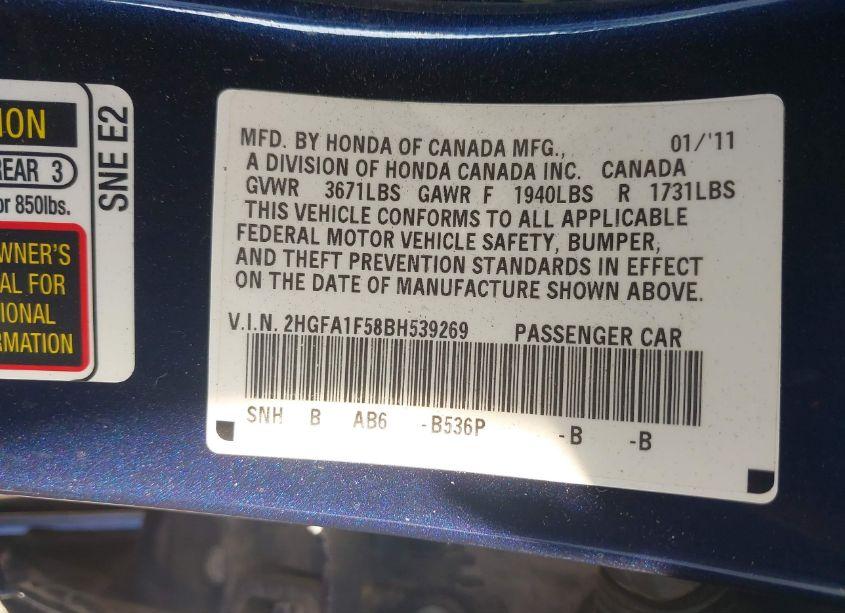 ION
REAR 3
or 850lbs.
WNER'S
AL FOR
IONAL
RMATION
SNE E2
MFD. BY HONDA OF CANADA MFG., 01/'11
A DIVISION OF HONDA CANADA INC. CANADA
GVWR 3671LBS GAWR F 1940LBS R 1731LBS
THIS VEHICLE CONFORMS TO ALL APPLICABLE
FEDERAL MOTOR VEHICLE SAFETY, BUMPER,
AND THEFT PREVENTION STANDARDS IN EFFECT
ON THE DATE OF MANUFACTURE SHOWN ABOVE.
V.I.N. 2HGFA1F58BH539269 PASSENGER CAR
SNH B AB6 -B536P -B -B